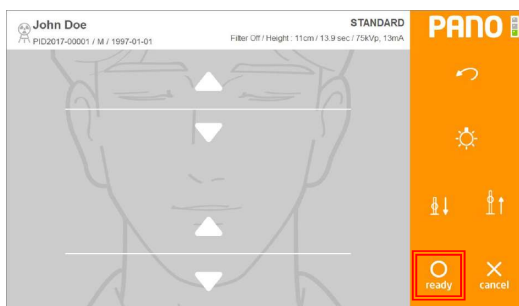 John Doe
PID2017-00001 / M / 1997-01-01
STANDARD
Filter Off / Height : 11cm / 13.9 sec / 75kVp, 13mA
PANO
ready
cancel